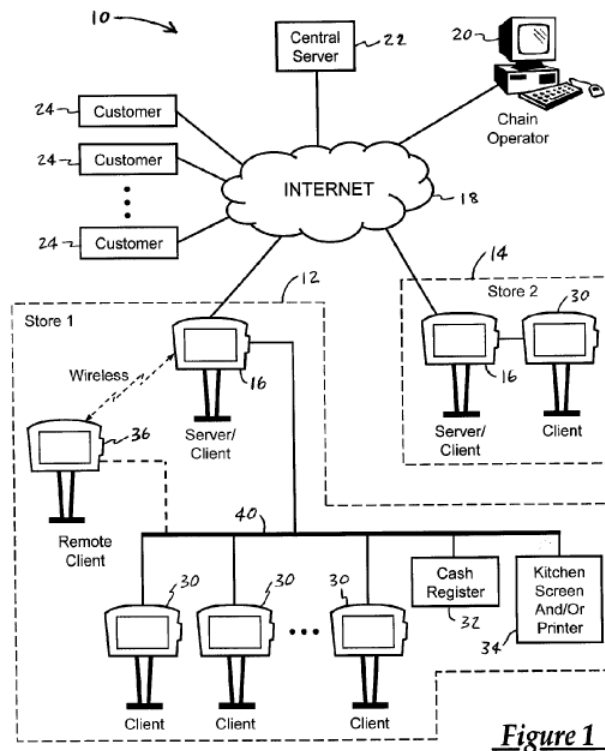 10
Central
Server
22
20
Chain
Operator
24
Customer
24
Customer
24
Customer
INTERNET
18
12
14
Store 1
Store 2
30
Wireless
16
16
Server/
Client
Server/
Client
Client
36
Remote
Client
40
30
30
30
Cash
Register
32
Kitchen
Screen
And/Or
Printer
34
Client
Client
Client
Figure 1